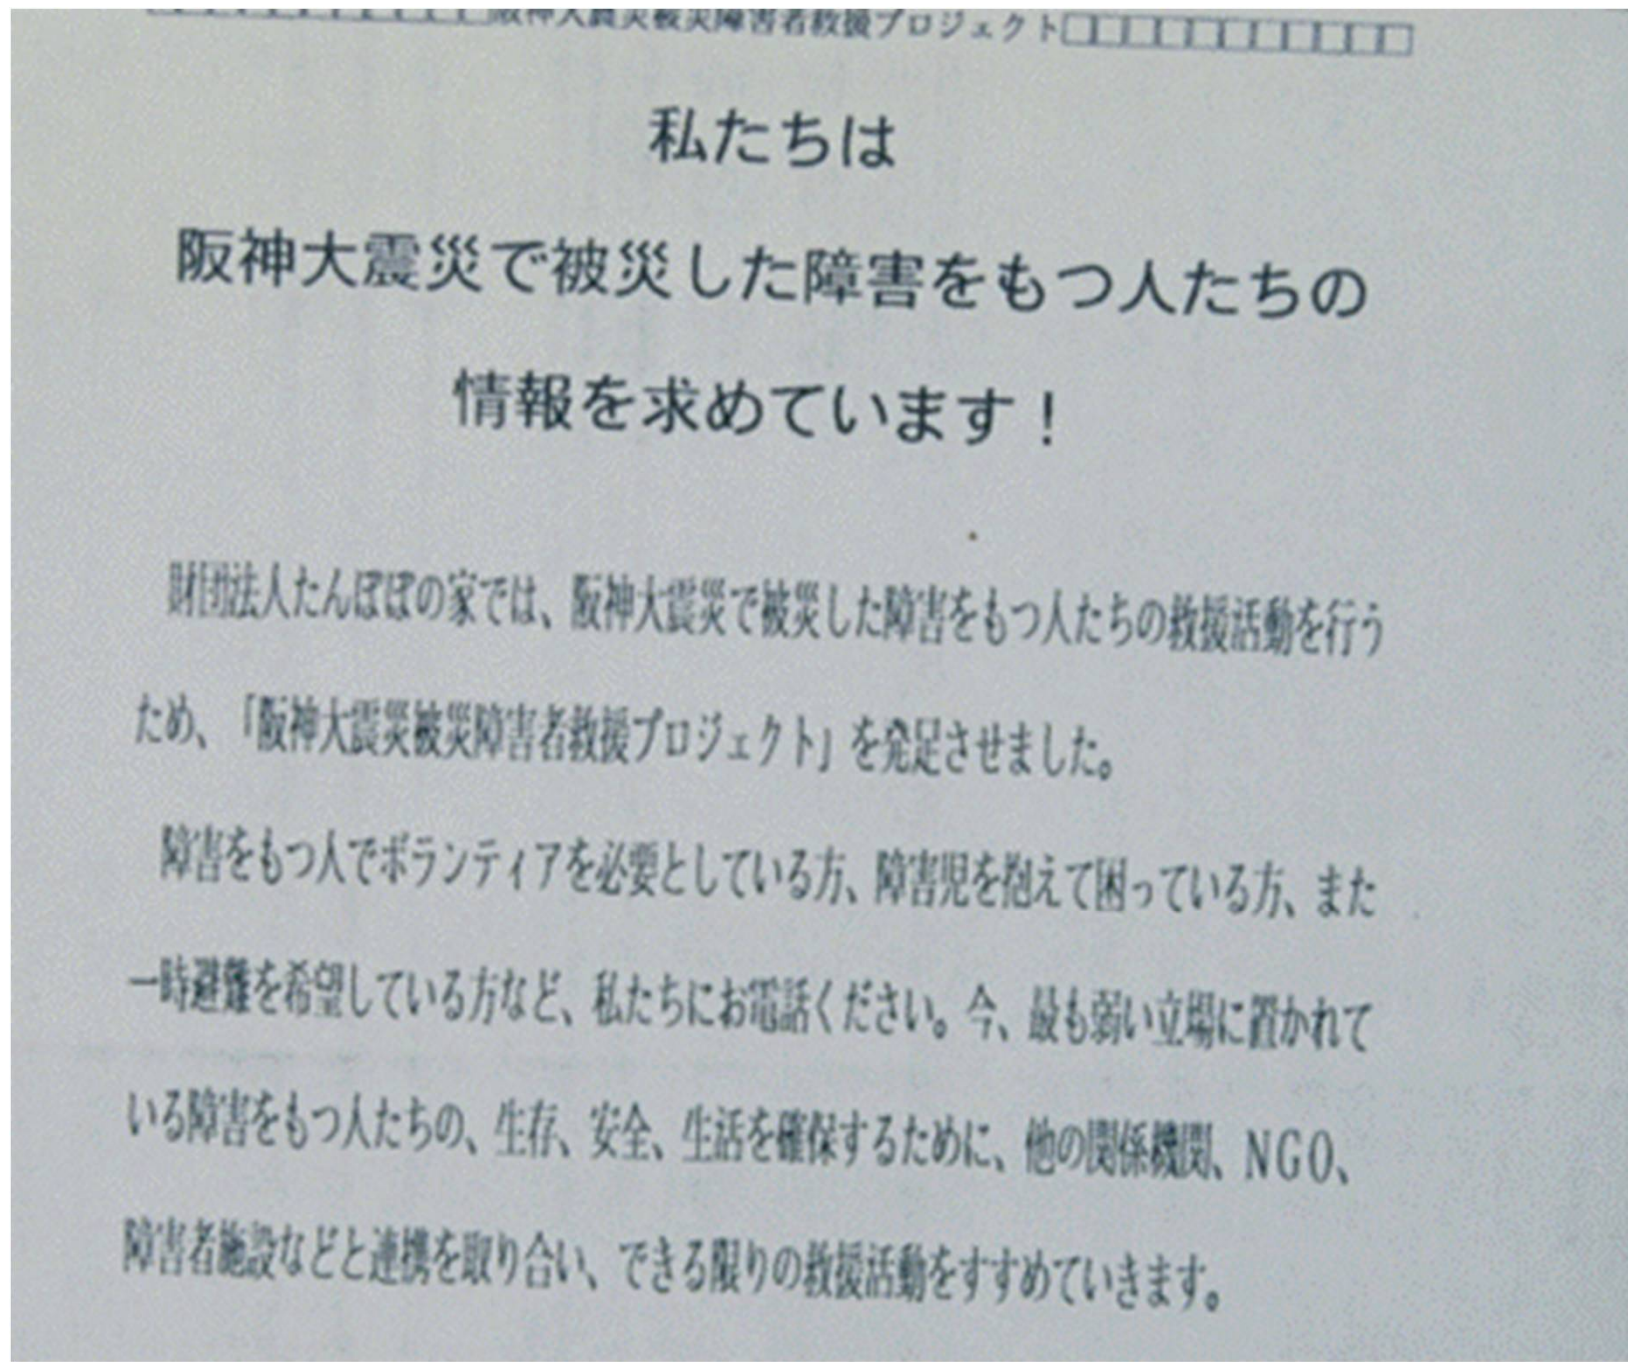 阪神大震災被災障害者救援プロジェクト□□□□□□□□□□□
私たちは
阪神大震災で被災した障害をもつ人たちの
情報を求めています！
財団法人たんぽぽの家では、阪神大震災で被災した障害をもつ人たちの救援活動を行う
ため、「阪神大震災被災障害者救援プロジェクト」を発足させました。
障害をもつ人でボランティアを必要としている方、障害児を抱えて困っている方、また
一時避難を希望している方など、私たちにお電話ください。今、最も弱い立場に置かれて
いる障害をもつ人たちの、生存、安全、生活を確保するために、他の関係機関、NGO、
障害者施設などと連携を取り合い、できる限りの救援活動をすすめていきます。